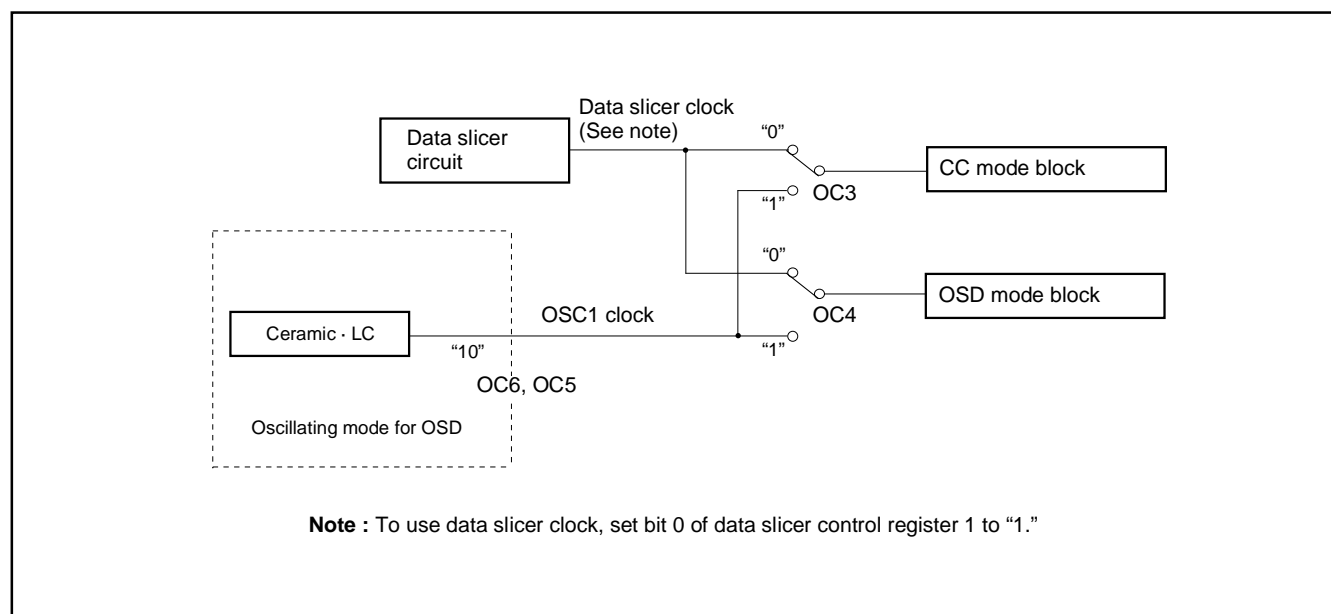 Data slicer clock
(See note)
Data slicer
circuit
“0”
CC mode block
OC3
“1”
“0”
OSD mode block
OC4
OSC1 clock
Ceramic · LC
“10”
“1”
OC6, OC5
Oscillating mode for OSD
Note : To use data slicer clock, set bit 0 of data slicer control register 1 to “1.”